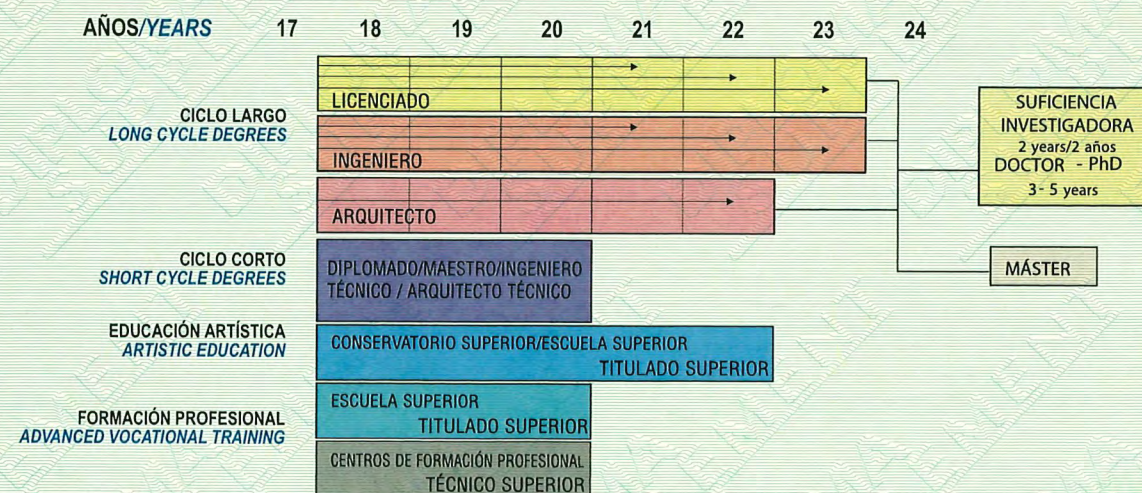 AÑOS/YEARS 17 18 19 20 21 22 23 24
CICLO LARGO
LONG CYCLE DEGREES
LICENCIADO
INGENIERO
ARQUITECTO
SUFICIENCIA
INVESTIGADORA
2 years/2 años
DOCTOR - PhD
3- 5 years
MÁSTER
CICLO CORTO
SHORT CYCLE DEGREES
DIPLOMADO/MAESTRO/INGENIERO
TÉCNICO / ARQUITECTO TÉCNICO
EDUCACIÓN ARTÍSTICA
ARTISTIC EDUCATION
CONSERVATORIO SUPERIOR/ESCUELA SUPERIOR
TITULADO SUPERIOR
FORMACIÓN PROFESIONAL
ADVANCED VOCATIONAL TRAINING
ESCUELA SUPERIOR
TITULADO SUPERIOR
CENTROS DE FORMACIÓN PROFESIONAL
TÉCNICO SUPERIOR